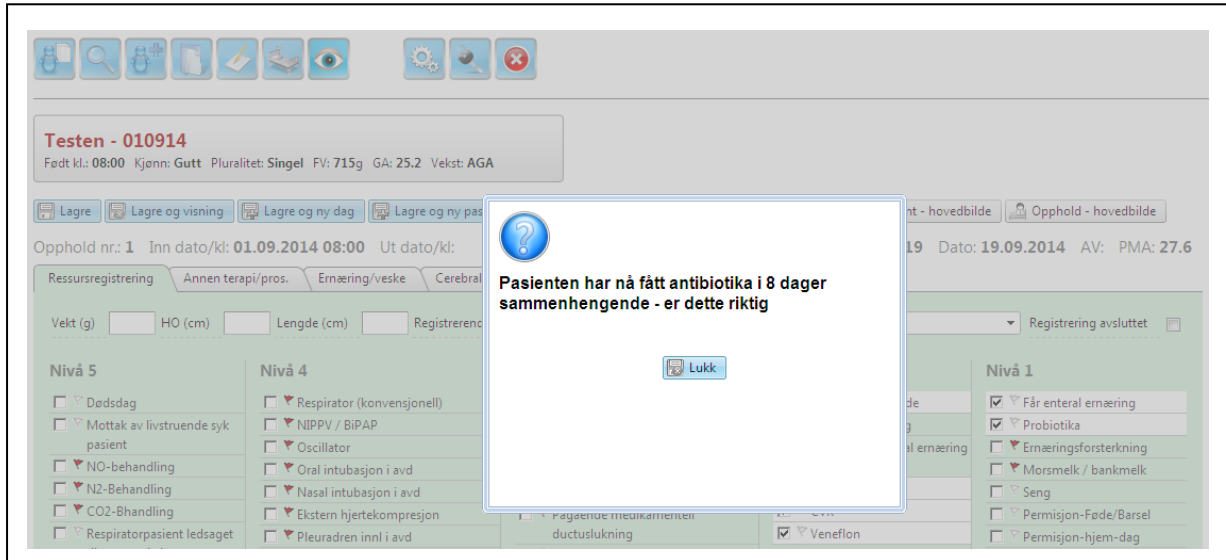 Testen - 010914
Født kl.: 08:00 Kjønn: Gutt Pluralitet: Singel FV: 715g GA: 25.2 Vekst: AGA
Lagre Lagre og visning Lagre og ny dag Lagre og ny pas nt - hovedbilde Opphold - hovedbilde
Opphold nr.: 1 Inn dato/kl: 01.09.2014 08:00 Ut dato/kl: 19 Dato: 19.09.2014 AV: PMA: 27.6
Ressursregistrering Annen terapi/pros. Ernæring/veske Cerebral
Pasienten har nå fått antibiotika i 8 dager
sammenhengende - er dette riktig
Lukk
Vekt (g) HO (cm) Lengde (cm) Registrerend Registrering avsluttet
Nivå 5
Dødsdag
Mottak av livstruende syk
pasient
NO-behandling
N2-Behandling
CO2-Bhandling
Respiratorpasient ledsaget
Nivå 4
Respirator (konvensjonell)
NIPPV / BiPAP
Oscillator
Oral intubasjon i avd
Nasal intubasjon i avd
Ekstern hjertekompresjon
Pleuradren innl i avd
Pågående medikamentell
ductuslukning
de
g
al ernæring
CVK
Veneflon
Nivå 1
Får enteral ernæring
Probiotika
Ernæringsforsterkning
Morsmelk / bankmelk
Seng
Permisjon-Føde/Barsel
Permisjon-hjem-dag